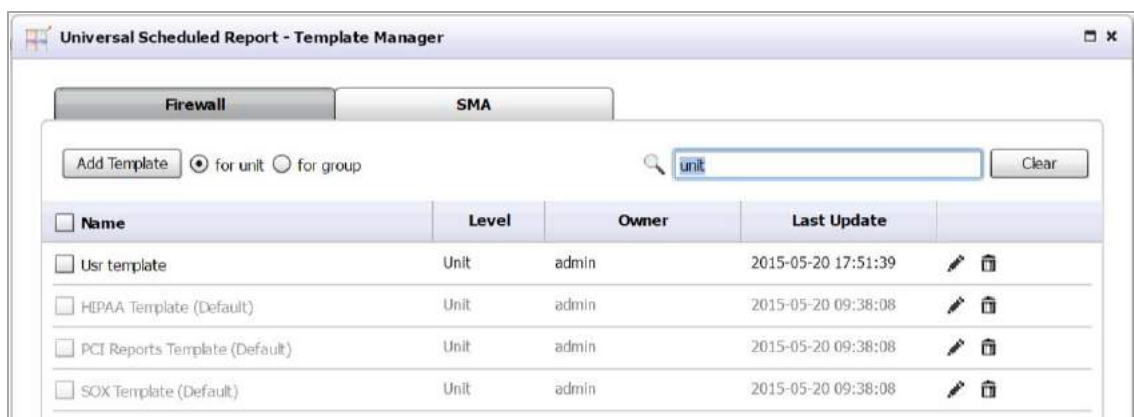 Universal Scheduled Report - Template Manager
Firewall SMA
Add Template for unit for group unit Clear
Name Level Owner Last Update
Usr template Unit admin 2015-05-20 17:51:39
HIPAA Template (Default) Unit admin 2015-05-20 09:38:08
PCI Reports Template (Default) Unit admin 2015-05-20 09:38:08
SOX Template (Default) Unit admin 2015-05-20 09:38:08